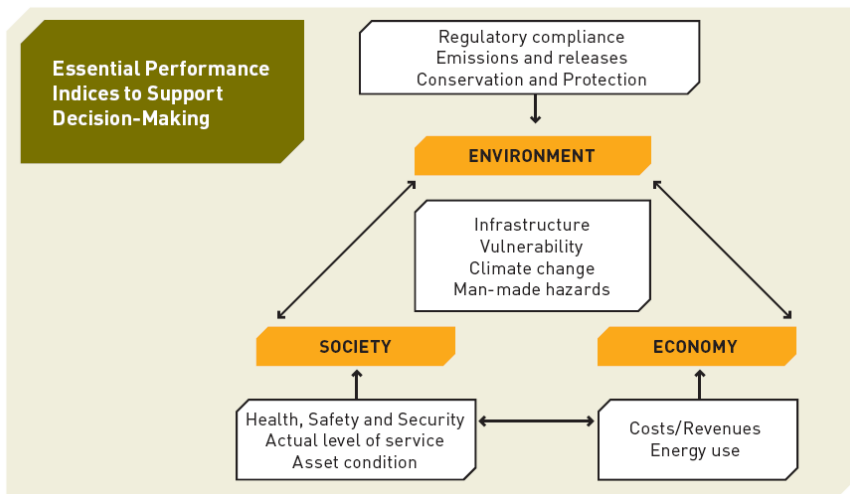 Essential Performance
Indices to Support
Decision-Making
Regulatory compliance
Emissions and releases
Conservation and Protection
ENVIRONMENT
Infrastructure
Vulnerability
Climate change
Man-made hazards
SOCIETY
ECONOMY
Health, Safety and Security
Actual level of service
Asset condition
Costs/Revenues
Energy use